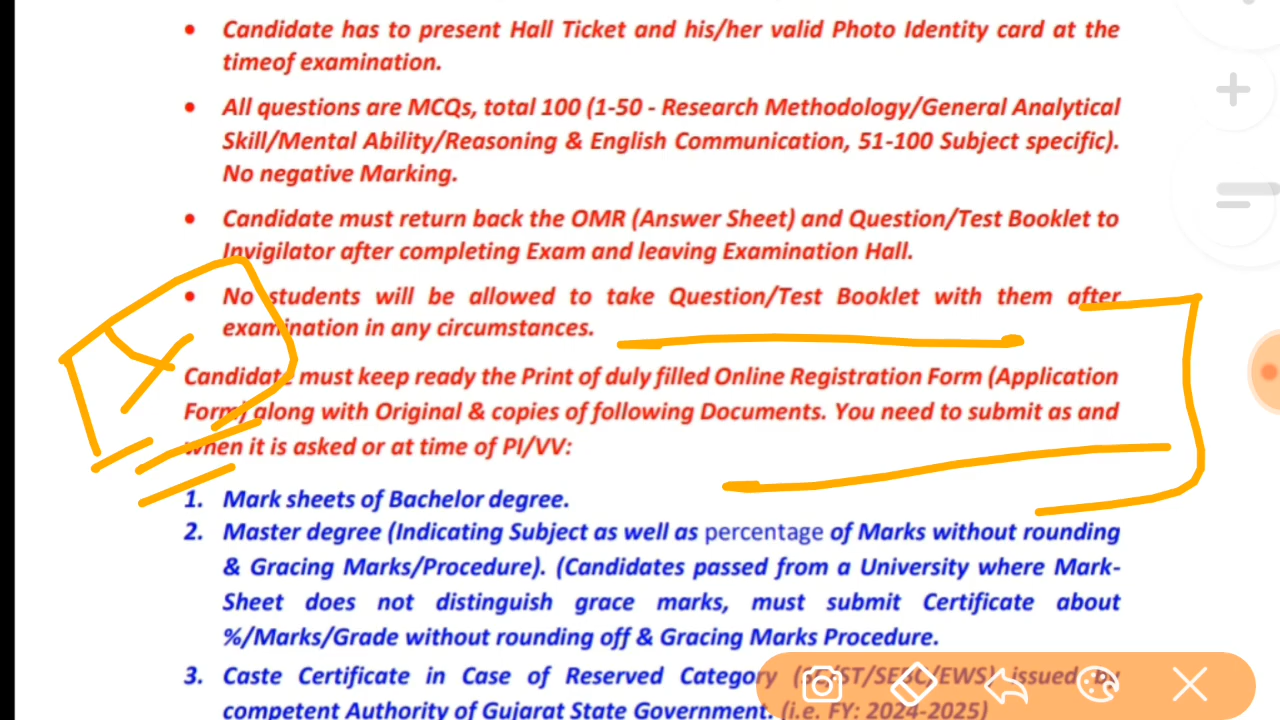 • Candidate has to present Hall Ticket and his/her valid Photo Identity card at the
timeof examination.
• All questions are MCQs, total 100 (1-50 - Research Methodology/General Analytical
Skill/Mental Ability/Reasoning & English Communication, 51-100 Subject specific).
No negative Marking.
• Candidate must return back the OMR (Answer Sheet) and Question/Test Booklet to
Invigilator after completing Exam and leaving Examination Hall.
• No students will be allowed to take Question/Test Booklet with them after
examination in any circumstances.
Candidate must keep ready the Print of duly filled Online Registration Form (Application
Form) along with Original & copies of following Documents. You need to submit as and
when it is asked or at time of PI/VV:
1. Mark sheets of Bachelor degree.
2. Master degree (Indicating Subject as well as percentage of Marks without rounding
& Gracing Marks/Procedure). (Candidates passed from a University where Mark-
Sheet does not distinguish grace marks, must submit Certificate about
%/Marks/Grade without rounding off & Gracing Marks Procedure.
3. Caste Certificate in Case of Reserved Category (SC/ST/SEBC/EWS) issued by
competent Authority of Gujarat State Government. (i.e. FY: 2024-2025)